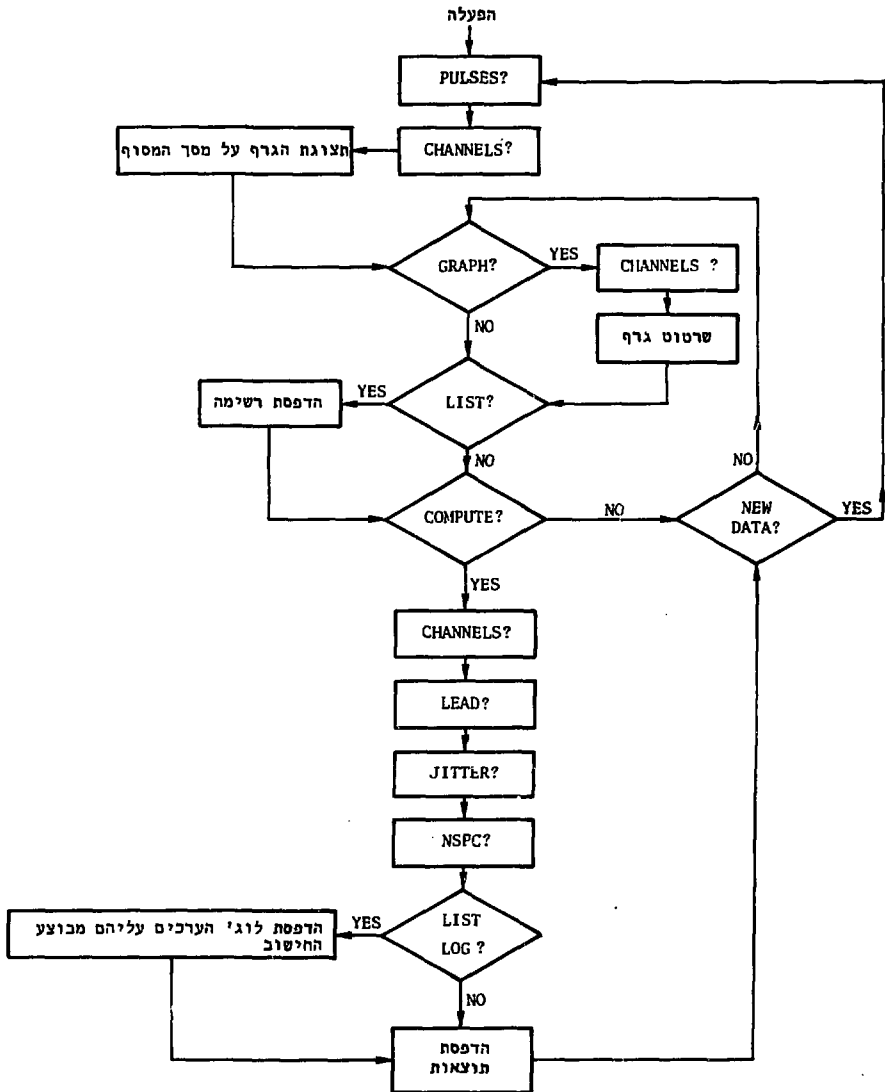 הפעלה
PULSES?
CHANNELS?
תצוגת הגרף על מסך המסוף
GRAPH?
YES
CHANNELS ?
שרטוט גרף
NO
LIST?
YES
הדפסת רשימה
NO
COMPUTE?
NO
NEW
DATA?
NO
YES
YES
CHANNELS?
LEAD?
JITTER?
NSPC?
LIST
LOG ?
YES
הדפסת לוג' הערכים עליהם מבוצע
החישוב
NO
הדפסת
תוצאות